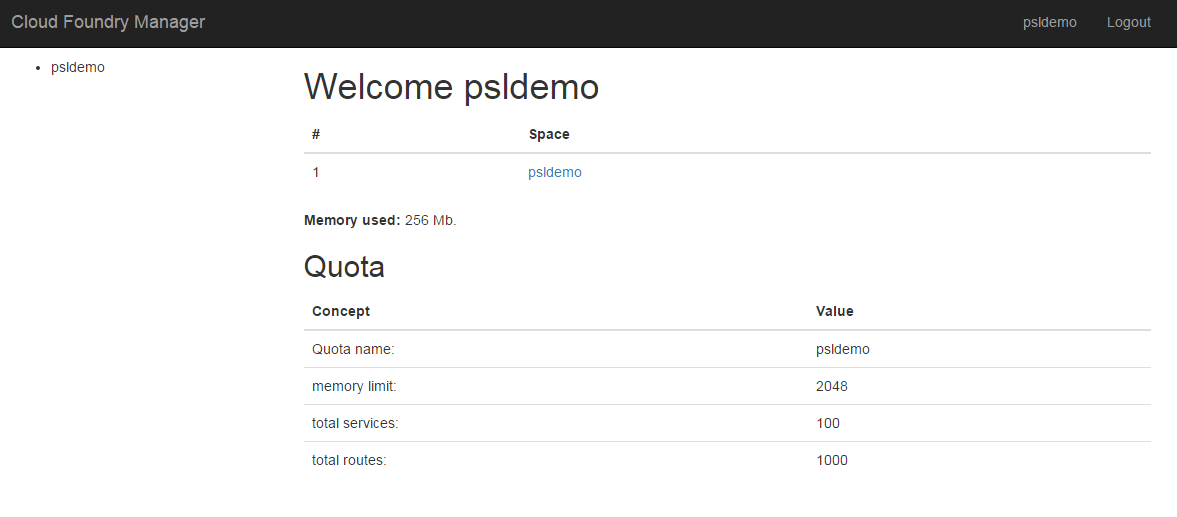 Cloud Foundry Manager psldemo Logout
psldemo
Welcome psldemo
# Space
1 psldemo
Memory used: 256 Mb.
Quota
Concept Value
Quota name: psldemo
memory limit: 2048
total services: 100
total routes: 1000